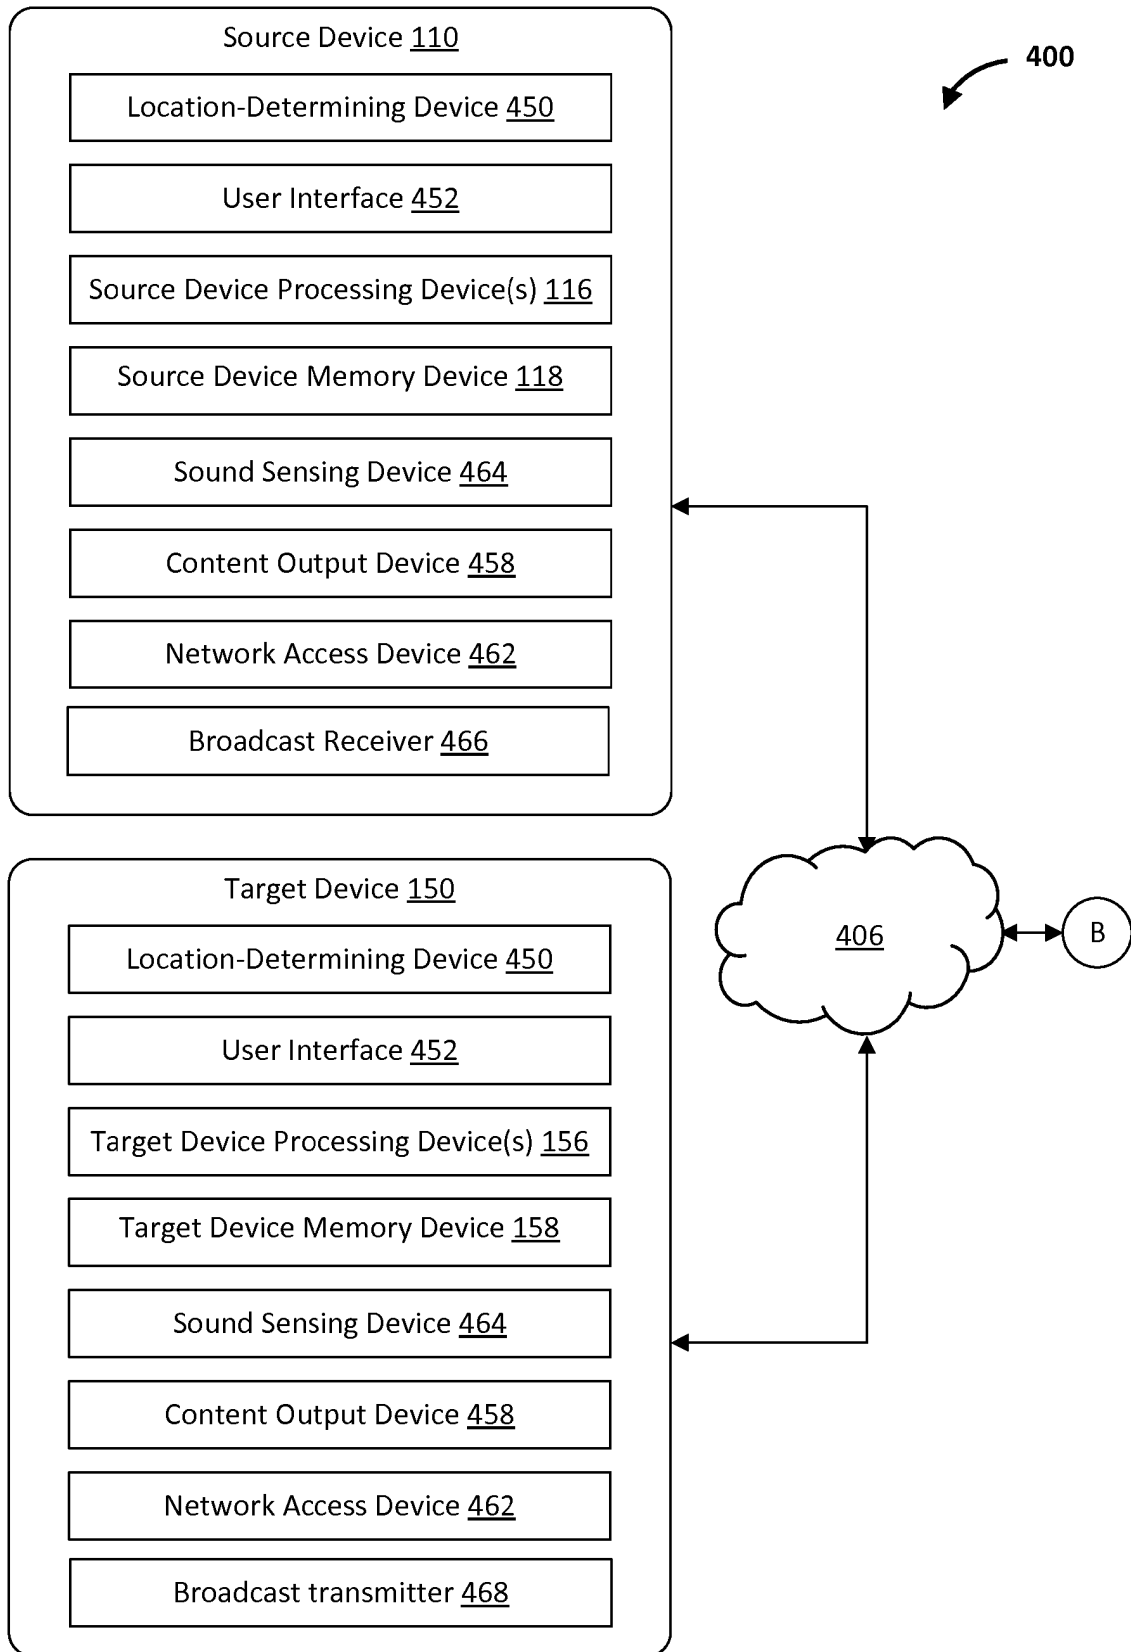 Source Device 110
400
Location-Determining Device 450
User Interface 452
Source Device Processing Device(s) 116
Source Device Memory Device 118
Sound Sensing Device 464
Content Output Device 458
Network Access Device 462
Broadcast Receiver 466
Target Device 150
Location-Determining Device 450
User Interface 452
Target Device Processing Device(s) 156
Target Device Memory Device 158
Sound Sensing Device 464
Content Output Device 458
Network Access Device 462
Broadcast transmitter 468
406
B